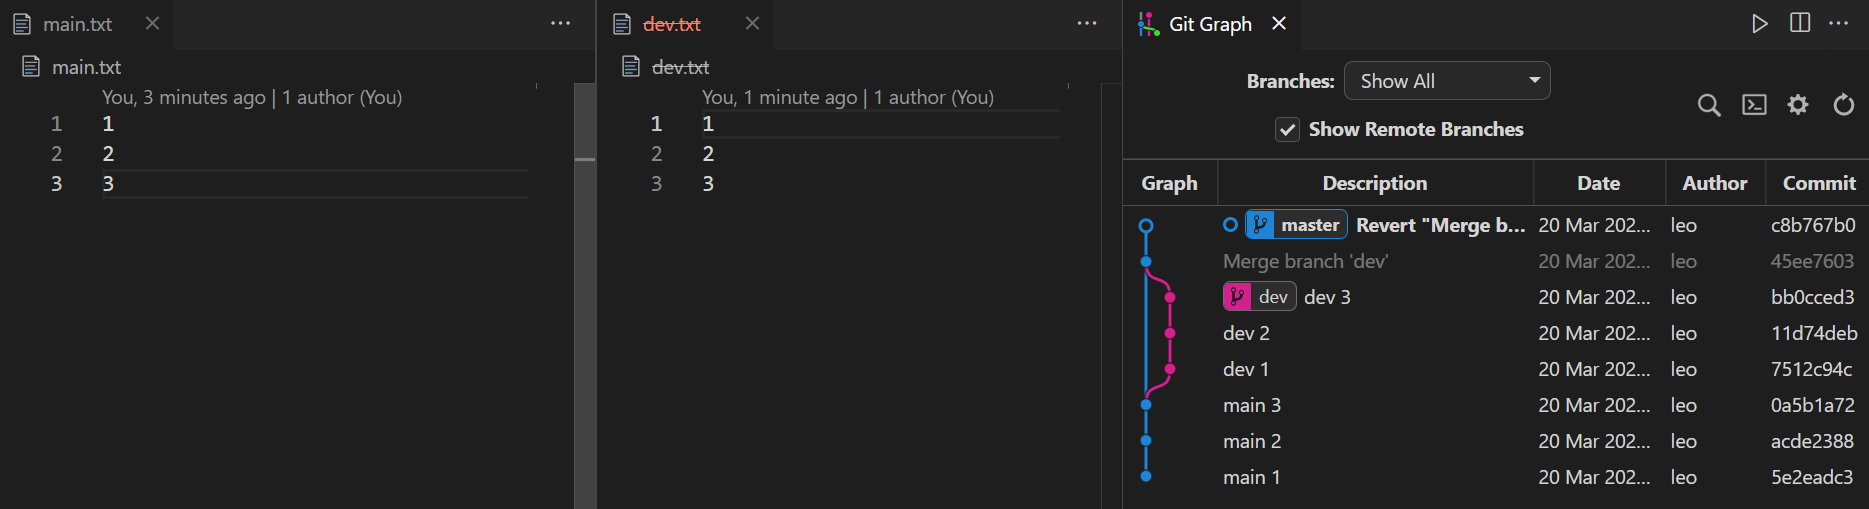 main.txt
dev.txt
Git Graph
main.txt
dev.txt
You, 3 minutes ago | 1 author (You)
1 1
2 2
3 3
You, 1 minute ago | 1 author (You)
1 1
2 2
3 3
Branches: Show All
Show Remote Branches
Graph Description Date Author Commit
master Revert "Merge b... 20 Mar 202... leo c8b767b0
Merge branch 'dev' 20 Mar 202... leo 45ee7603
dev dev 3 20 Mar 202... leo bb0cced3
dev 2 20 Mar 202... leo 11d74deb
dev 1 20 Mar 202... leo 7512c94c
main 3 20 Mar 202... leo 0a5b1a72
main 2 20 Mar 202... leo acde2388
main 1 20 Mar 202... leo 5e2eadc3